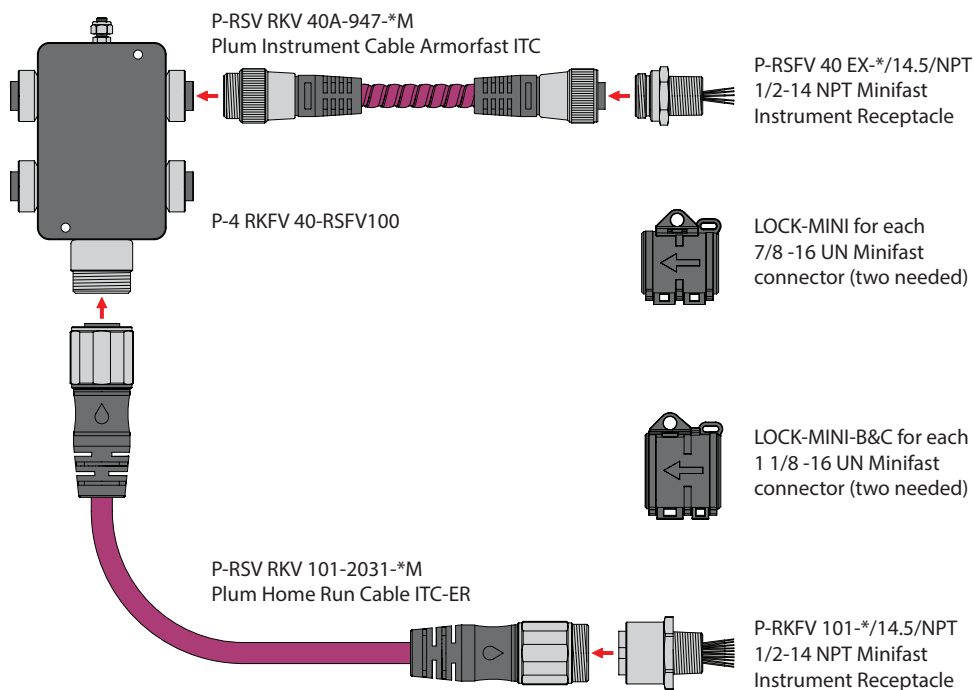 P-RSV RKV 40A-947-*M
Plum Instrument Cable Armorfast ITC
P-RSFV 40 EX-*/14.5/NPT
1/2-14 NPT Minifast
Instrument Receptacle
P-4 RKFV 40-RSFV100
LOCK-MINI for each
7/8 -16 UN Minifast
connector (two needed)
LOCK-MINI-B&C for each
1 1/8 -16 UN Minifast
connector (two needed)
P-RSV RKV 101-2031-*M
Plum Home Run Cable ITC-ER
P-RKFV 101-*/14.5/NPT
1/2-14 NPT Minifast
Instrument Receptacle